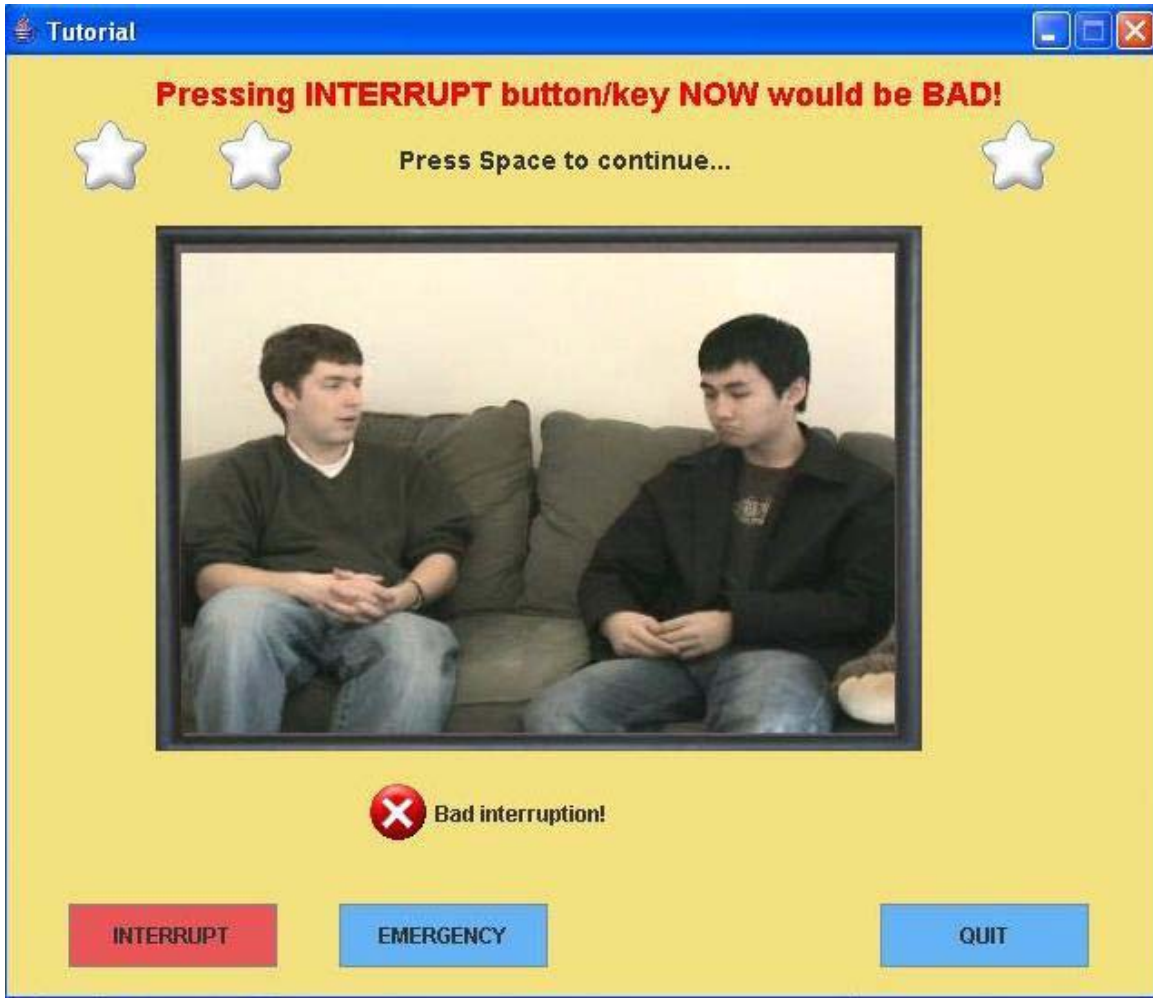 Tutorial
Pressing INTERRUPT button/key NOW would be BAD!
Press Space to continue...
Bad interruption!
INTERRUPT
EMERGENCY
QUIT